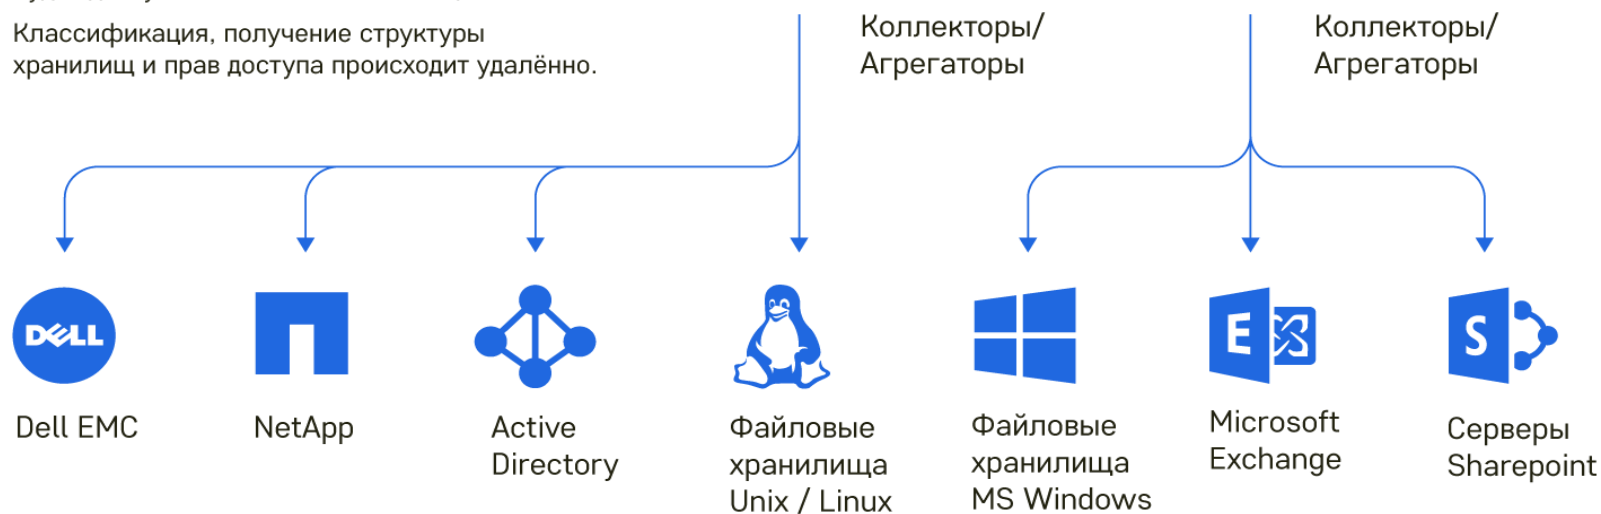 Классификация, получение структуры
хранилищ и прав доступа происходит удалённо.
Коллекторы/
Агрегаторы
Коллекторы/
Агрегаторы
DELL
E
S
Dell EMC
NetApp
Active
Directory
Файловые
хранилища
Unix / Linux
Файловые
хранилища
MS Windows
Microsoft
Exchange
Серверы
Sharepoint